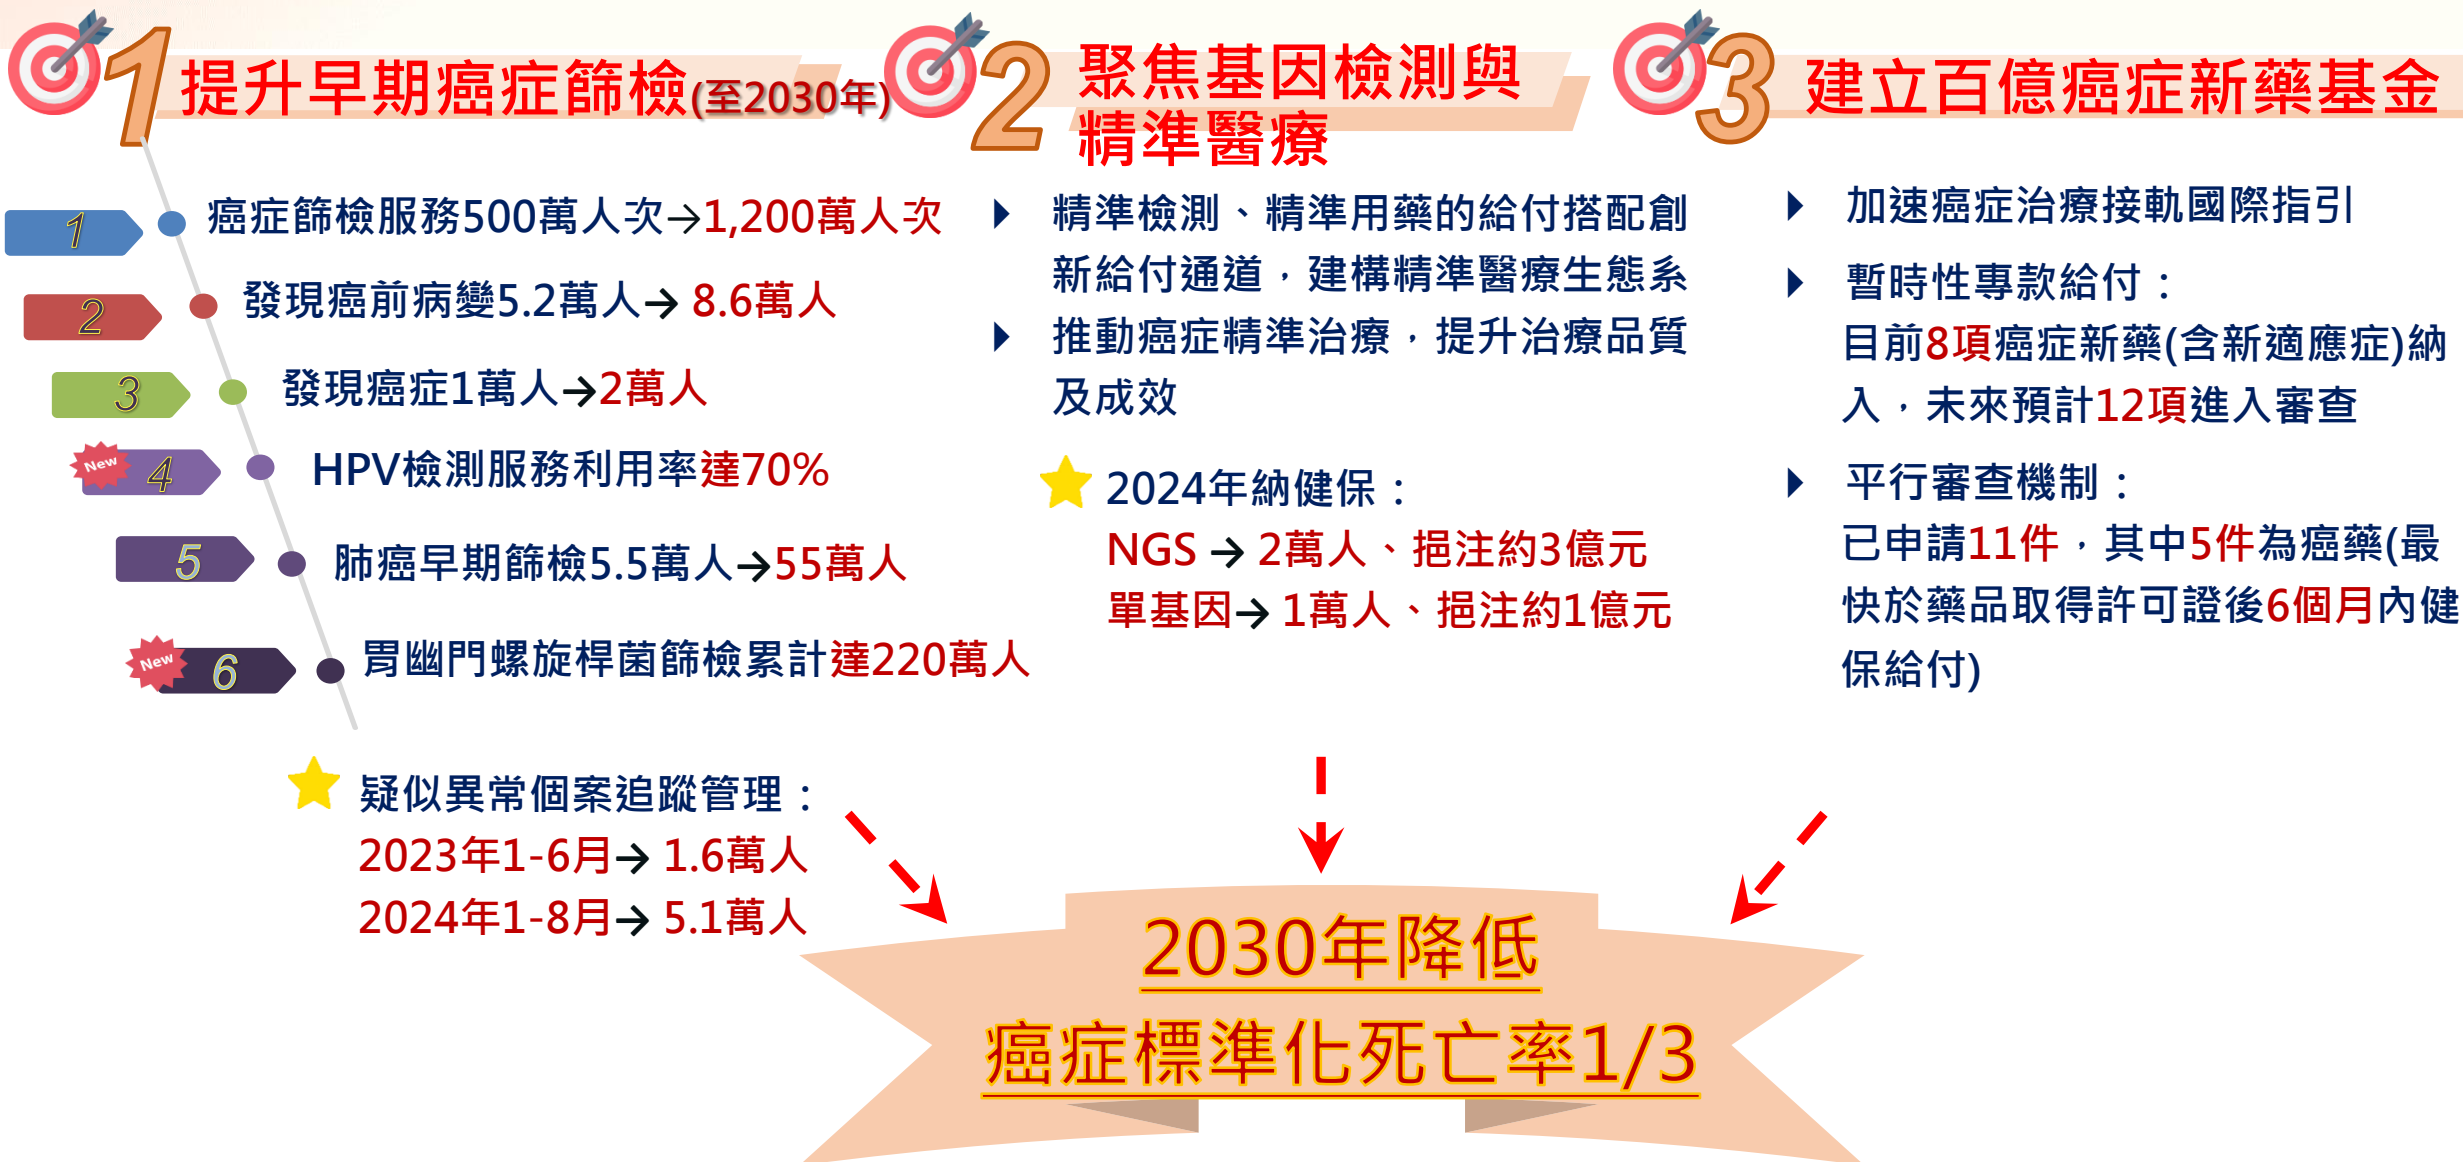 1
提升早期癌症篩檢(至2030年)
1
癌症篩檢服務500萬人次→1,200萬人次
2
發現癌前病變5.2萬人→ 8.6萬人
3
發現癌症1萬人→2萬人
New
4
HPV檢測服務利用率達70%
5
肺癌早期篩檢5.5萬人→55萬人
New
6
胃幽門螺旋桿菌篩檢累計達220萬人
疑似異常個案追蹤管理：
2023年1-6月→ 1.6萬人
2024年1-8月→ 5.1萬人
2
聚焦基因檢測與
精準醫療
精準檢測、精準用藥的給付搭配創
新給付通道，建構精準醫療生態系
推動癌症精準治療，提升治療品質
及成效
2024年納健保：
NGS → 2萬人、挹注約3億元
單基因→ 1萬人、挹注約1億元
3
建立百億癌症新藥基金
加速癌症治療接軌國際指引
暫時性專款給付：
目前8項癌症新藥(含新適應症)納
入，未來預計12項進入審查
平行審查機制：
已申請11件，其中5件為癌藥(最
快於藥品取得許可證後6個月內健
保給付)
2030年降低
癌症標準化死亡率1/3